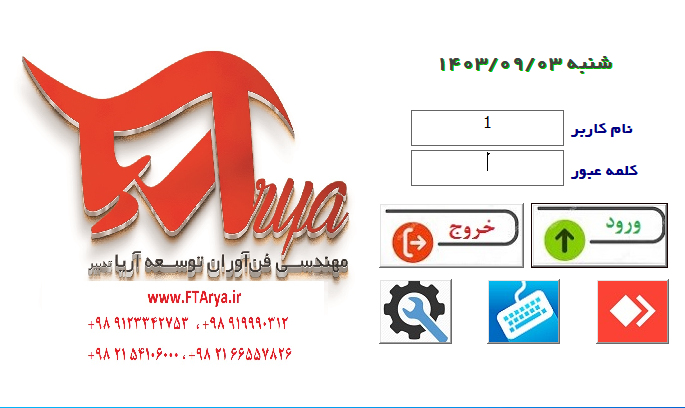 شنبه ۱۴۰۳/۰۹/۰۳
نام کاربر
1
کلمه عبور
ورود
خروج
FTArya
مهندسی فن‌آوران توسعه آریا تدبیر
www.FTArya.ir
+۹۸ ۹۱۲۳۳۴۲۷۵۳ , +۹۸ ۹۱۹۹۹۰۳۱۲
+۹۸ ۲۱ ۵۴۱۰۶۰۰۰ , -۹۸ ۲۱ ۶۶۵۵۷۸۲۶